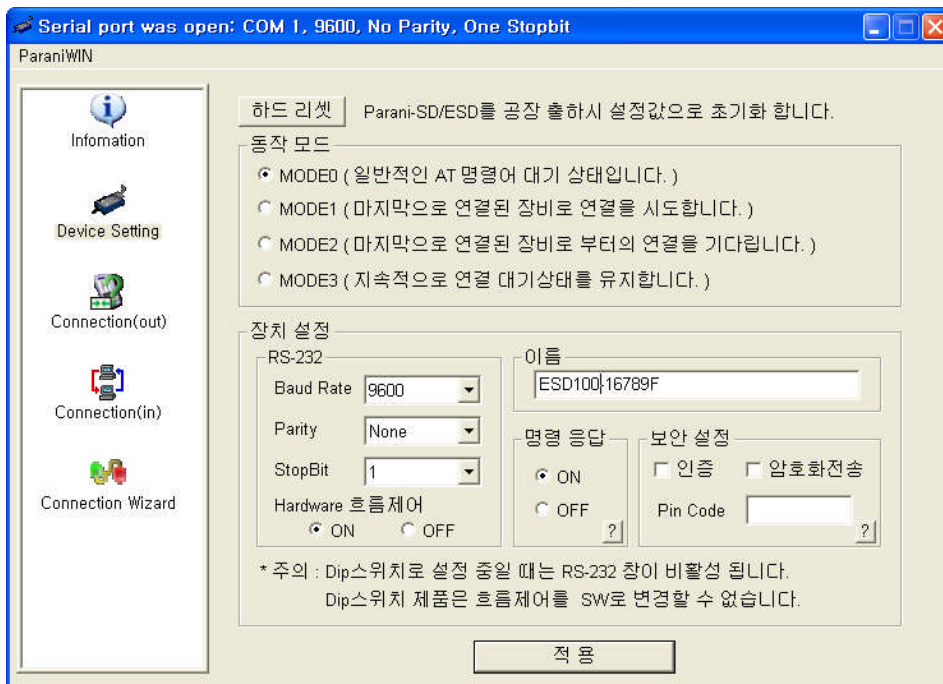 Serial port was open: COM 1, 9600, No Parity, One Stopbit
ParaniWIN
Infomation
Device Setting
Connection(out)
Connection(in)
Connection Wizard
하드 리셋 Parani-SD/ESD를 공장 출하시 설정값으로 초기화 합니다.
동작 모드
MODE0 ( 일반적인 AT 명령어 대기 상태입니다. )
MODE1 ( 마지막으로 연결된 장비로 연결을 시도합니다. )
MODE2 ( 마지막으로 연결된 장비로 부터의 연결을 기다립니다. )
MODE3 ( 지속적으로 연결 대기상태를 유지합니다. )
장치 설정
RS-232
Baud Rate 9600
Parity None
StopBit 1
Hardware 흐름제어
ON OFF
이름
ESD100-16789F
명령 응답
ON
OFF
?
보안 설정
인증 암호화전송
Pin Code
?
* 주의 : Dip스위치로 설정 중일 때는 RS-232 창이 비활성 됩니다.
Dip스위치 제품은 흐름제어를 SW로 변경할 수 없습니다.
적 용